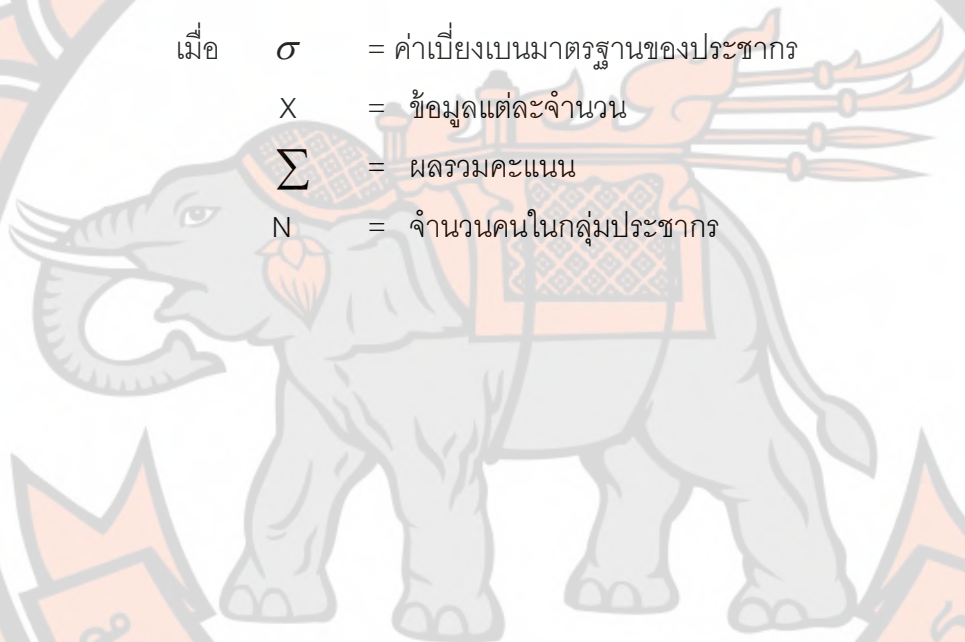 เมื่อ σ = ค่าเบี่ยงเบนมาตรฐานของประชากร
X = ข้อมูลแต่ละจำนวน
∑ = ผลรวมคะแนน
N = จำนวนคนในกลุ่มประชากร